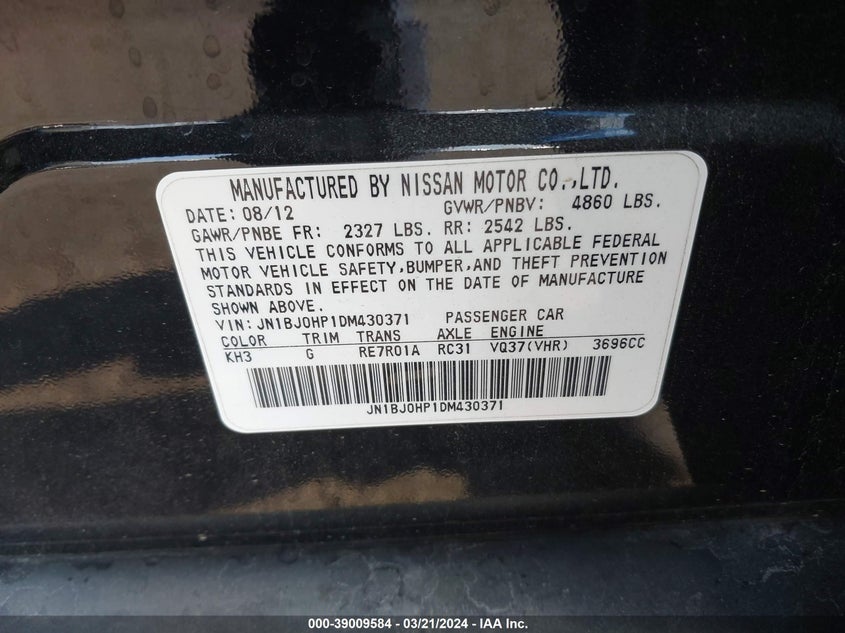 MANUFACTURED BY NISSAN MOTOR CO.,LTD.
DATE: 08/12 GVWR/PNBV: 4860 LBS.
GAWR/PNBE FR: 2327 LBS. RR: 2542 LBS.
THIS VEHICLE CONFORMS TO ALL APPLICABLE FEDERAL
MOTOR VEHICLE SAFETY,BUMPER,AND THEFT PREVENTION
STANDARDS IN EFFECT ON THE DATE OF MANUFACTURE
SHOWN ABOVE.
VIN: JN1BJ0HP1DM430371 PASSENGER CAR
COLOR TRIM TRANS AXLE ENGINE
KH3 G RE7R01A RC31 VQ37(VHR) 3696CC
JN1BJ0HP1DM430371
000-39009584 - 03/21/2024 - IAA Inc.